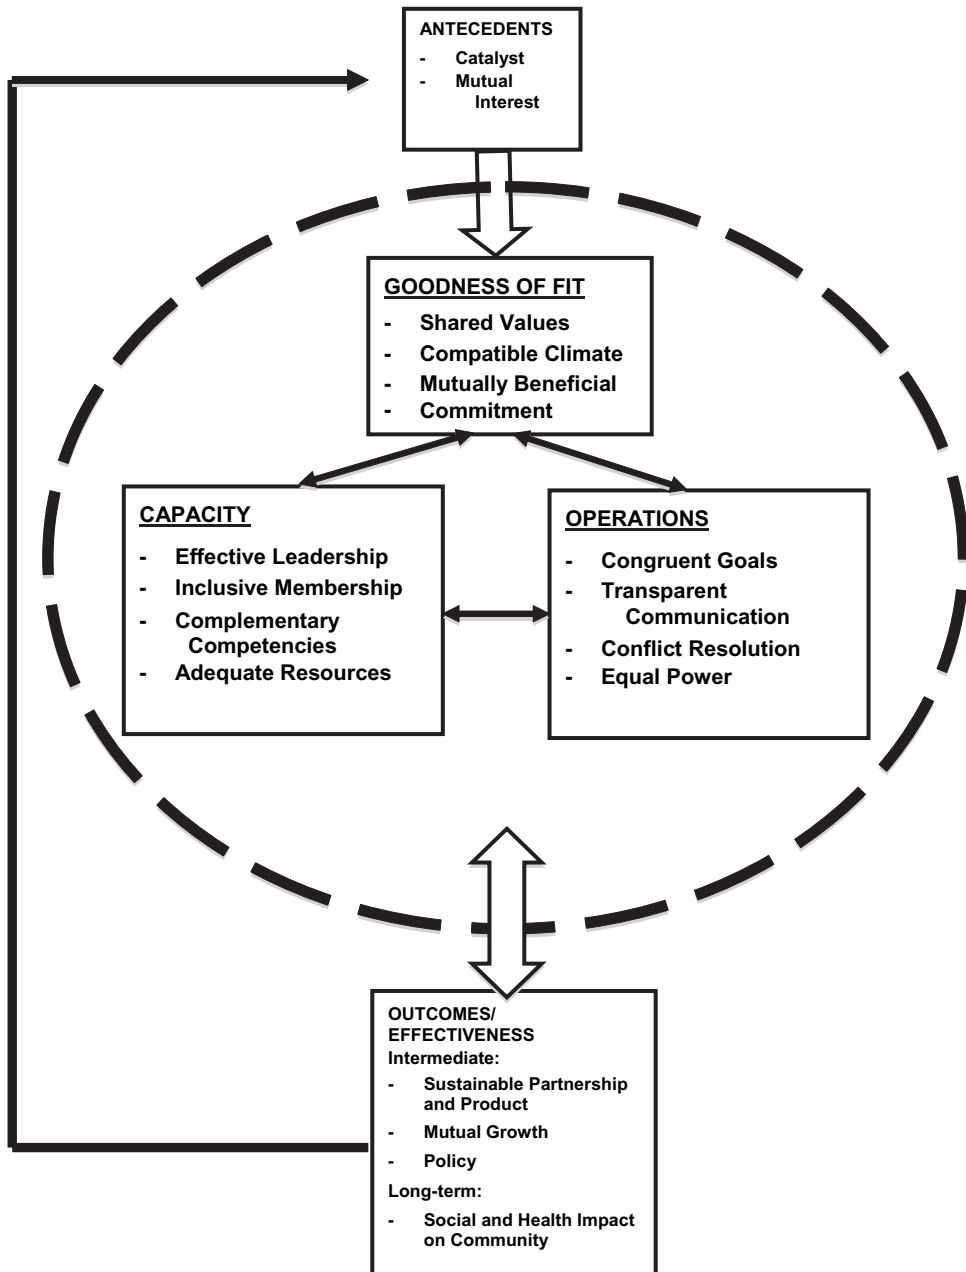 ANTECEDENTS
- Catalyst
- Mutual
Interest
GOODNESS OF FIT
- Shared Values
- Compatible Climate
- Mutually Beneficial
- Commitment
CAPACITY
- Effective Leadership
- Inclusive Membership
- Complementary
Competencies
- Adequate Resources
OPERATIONS
- Congruent Goals
- Transparent
Communication
- Conflict Resolution
- Equal Power
OUTCOMES/
EFFECTIVENESS
Intermediate:
- Sustainable Partnership
and Product
- Mutual Growth
- Policy
Long-term:
- Social and Health Impact
on Community